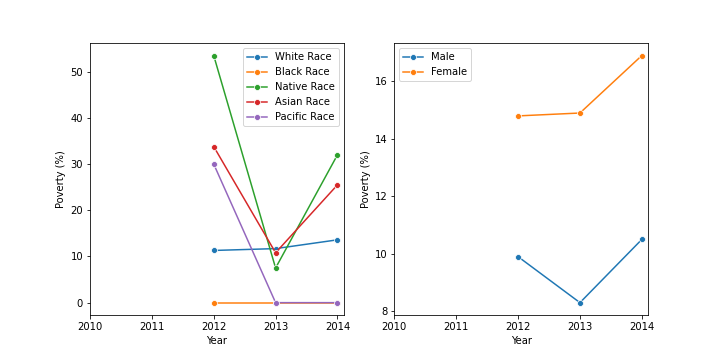 White Race
Black Race
Native Race
Asian Race
Pacific Race
50
40
30
20
10
0
Poverty (%)
2010 2011 2012 2013 2014
Year
Male
Female
16
14
12
10
8
Poverty (%)
2010 2011 2012 2013 2014
Year